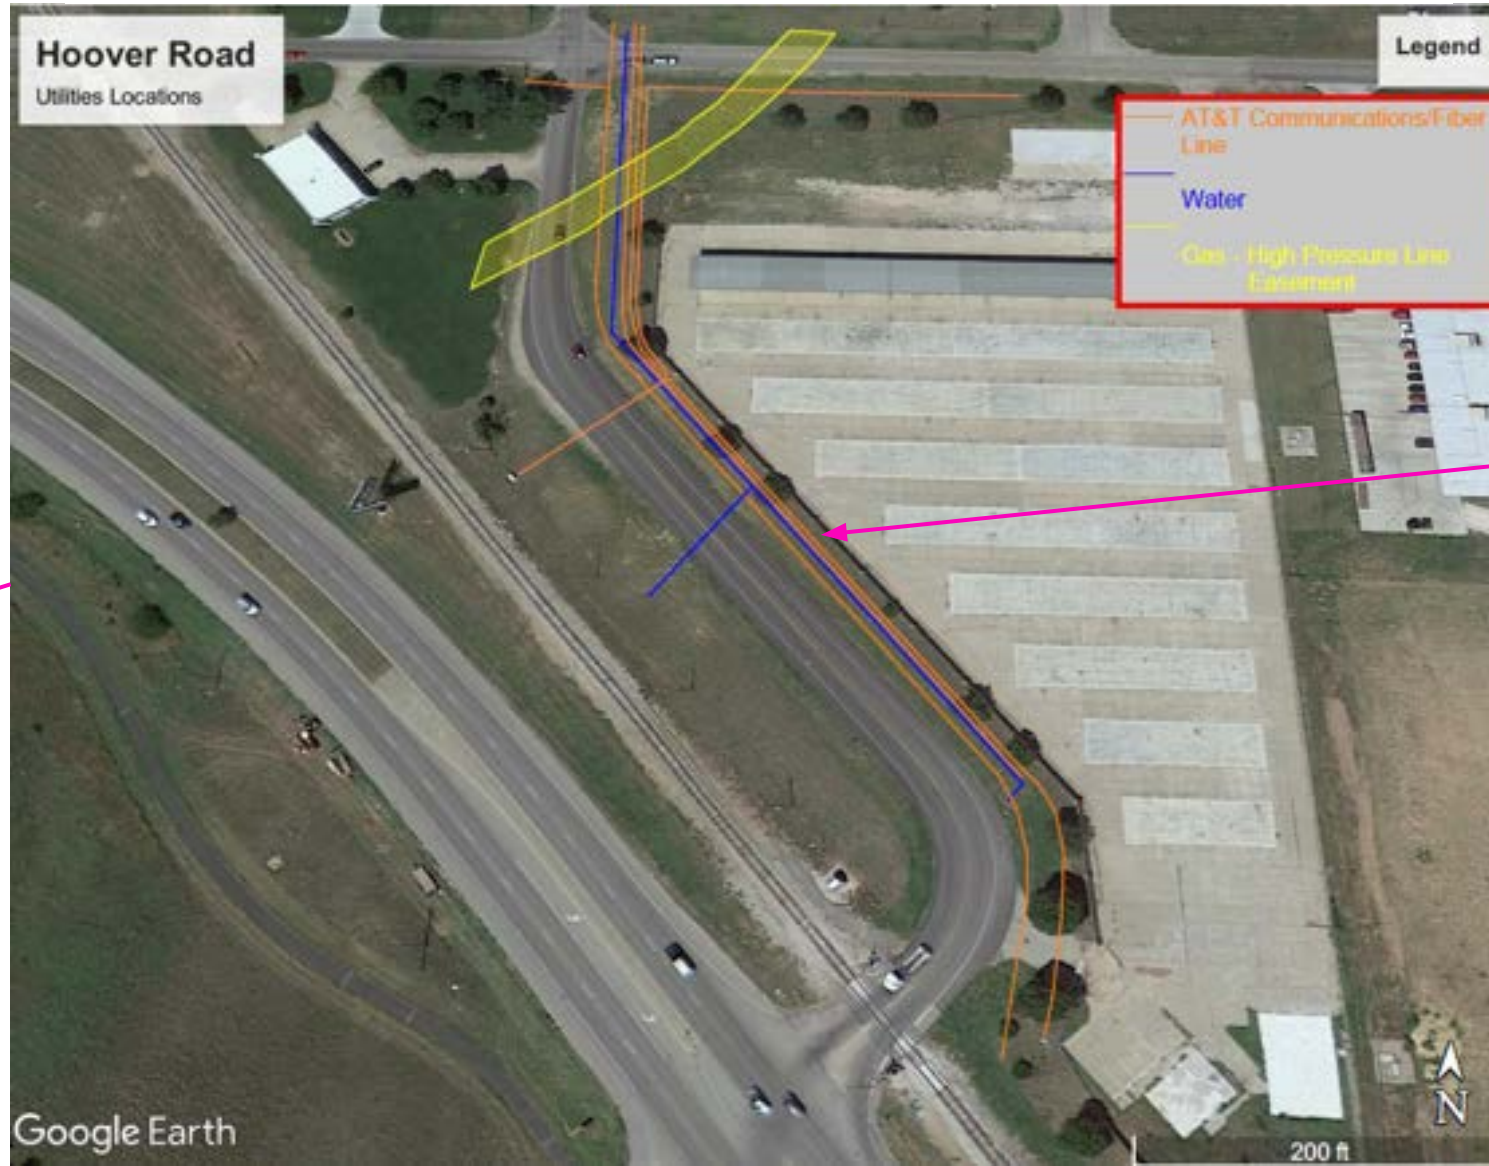 Hoover Road
Utilities Locations
Legend
AT&T Communications/Fiber
Line
Water
Gas - High Pressure Line
Easement
Google Earth
N
200 ft